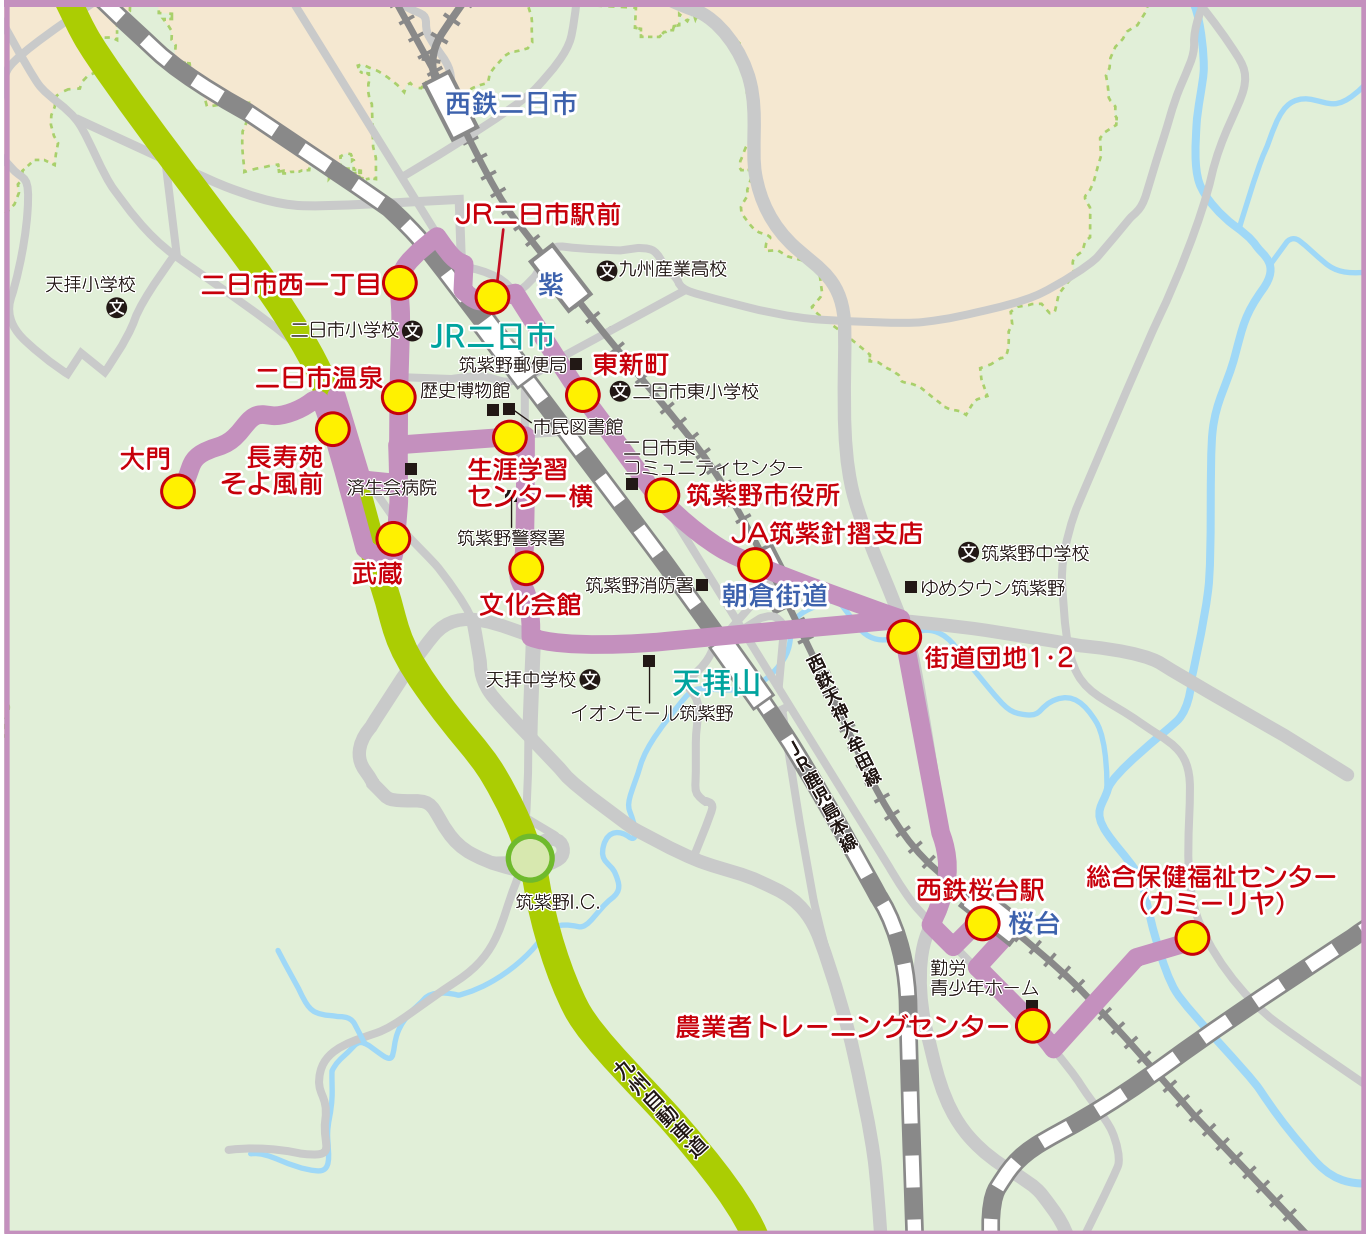 西鉄二日市
JR二日市駅前
紫
文
九州産業高校
天拝小学校
文
二日市西一丁目
二日市小学校
文
JR二日市
筑紫野郵便局
東新町
二日市温泉
歴史博物館
文
二日市東小学校
市民図書館
大門
長寿苑
そよ風前
済生会病院
生涯学習
センター横
二日市東
コミュニティセンター
筑紫野市役所
筑紫野警察署
JA筑紫針摺支店
文
筑紫野中学校
武蔵
文化会館
筑紫野消防署
朝倉街道
ゆめタウン筑紫野
街道団地1・2
天拝中学校
文
天拝山
イオンモール筑紫野
西鉄天神大牟田線
JR鹿児島本線
筑紫野I.C.
西鉄桜台駅
桜台
総合保健福祉センター
(カミーリヤ)
勤労
青少年ホーム
農業者トレーニングセンター
九州自動車道